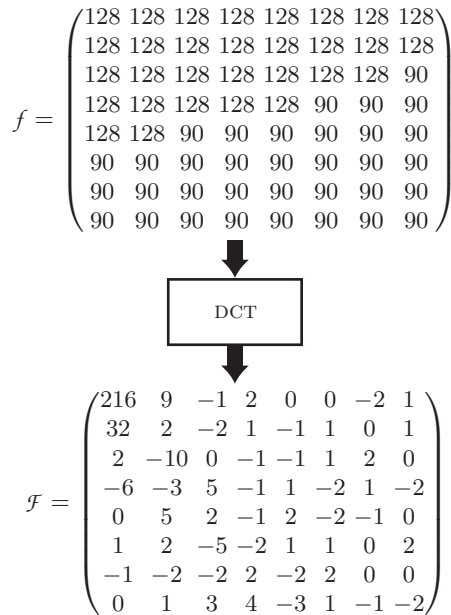 128 128 128 128 128 128 128 128
128 128 128 128 128 128 128 128
128 128 128 128 128 128 128 90
f = 128 128 128 128 128 90 90 90
128 128 90 90 90 90 90 90
90 90 90 90 90 90 90 90
90 90 90 90 90 90 90 90
90 90 90 90 90 90 90 90
DCT
216 9 −1 2 0 0 −2 1
32 2 −2 1 −1 1 0 1
2 −10 0 −1 −1 1 2 0
ℱ = −6 −3 5 −1 1 −2 1 −2
0 5 2 −1 2 −2 −1 0
1 2 −5 −2 1 1 0 2
−1 −2 −2 2 −2 2 0 0
0 1 3 4 −3 1 −1 −2